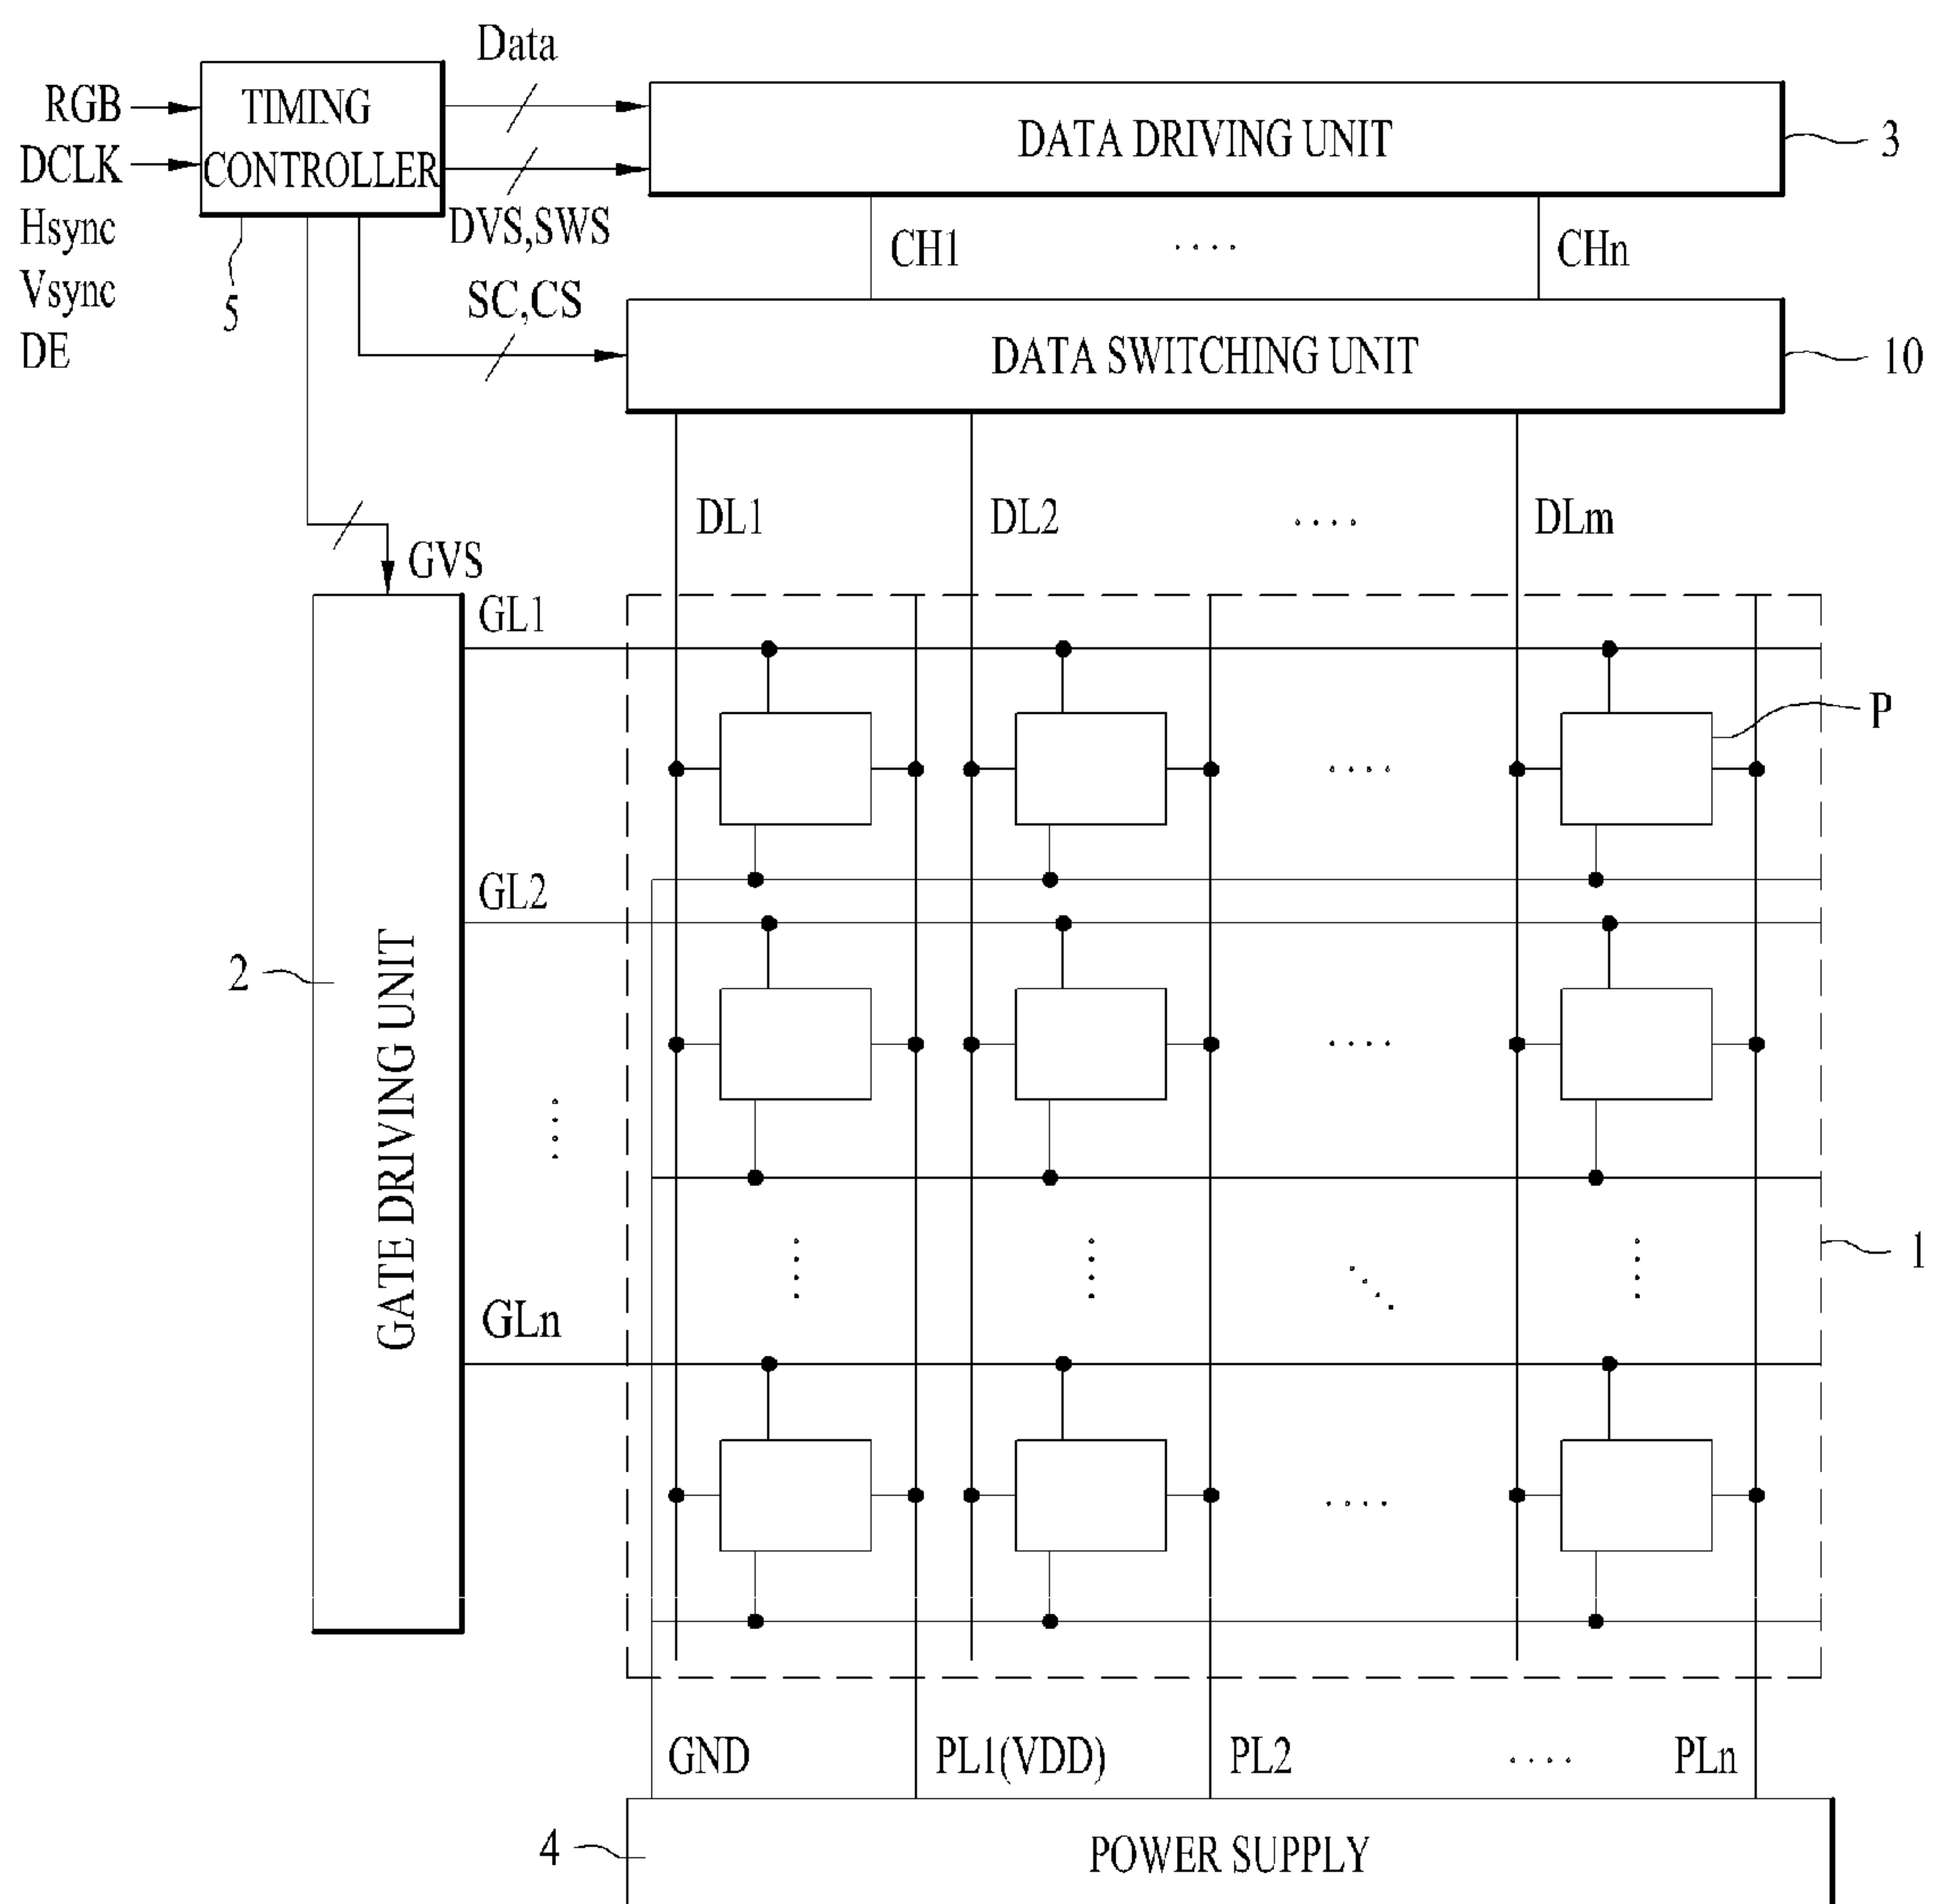 Data
RGB
DCLK
Hsync
Vsync
DE
TIMING
CONTROLLER
5
DVS,SWS
SC,CS
DATA DRIVING UNIT
3
CH1
....
CHn
DATA SWITCHING UNIT
10
DL1
DL2
....
DLm
GVS
GL1
P
....
GL2
2
GATE DRIVING UNIT
....
1
GLn
....
GND
PL1(VDD)
PL2
....
PLn
4
POWER SUPPLY